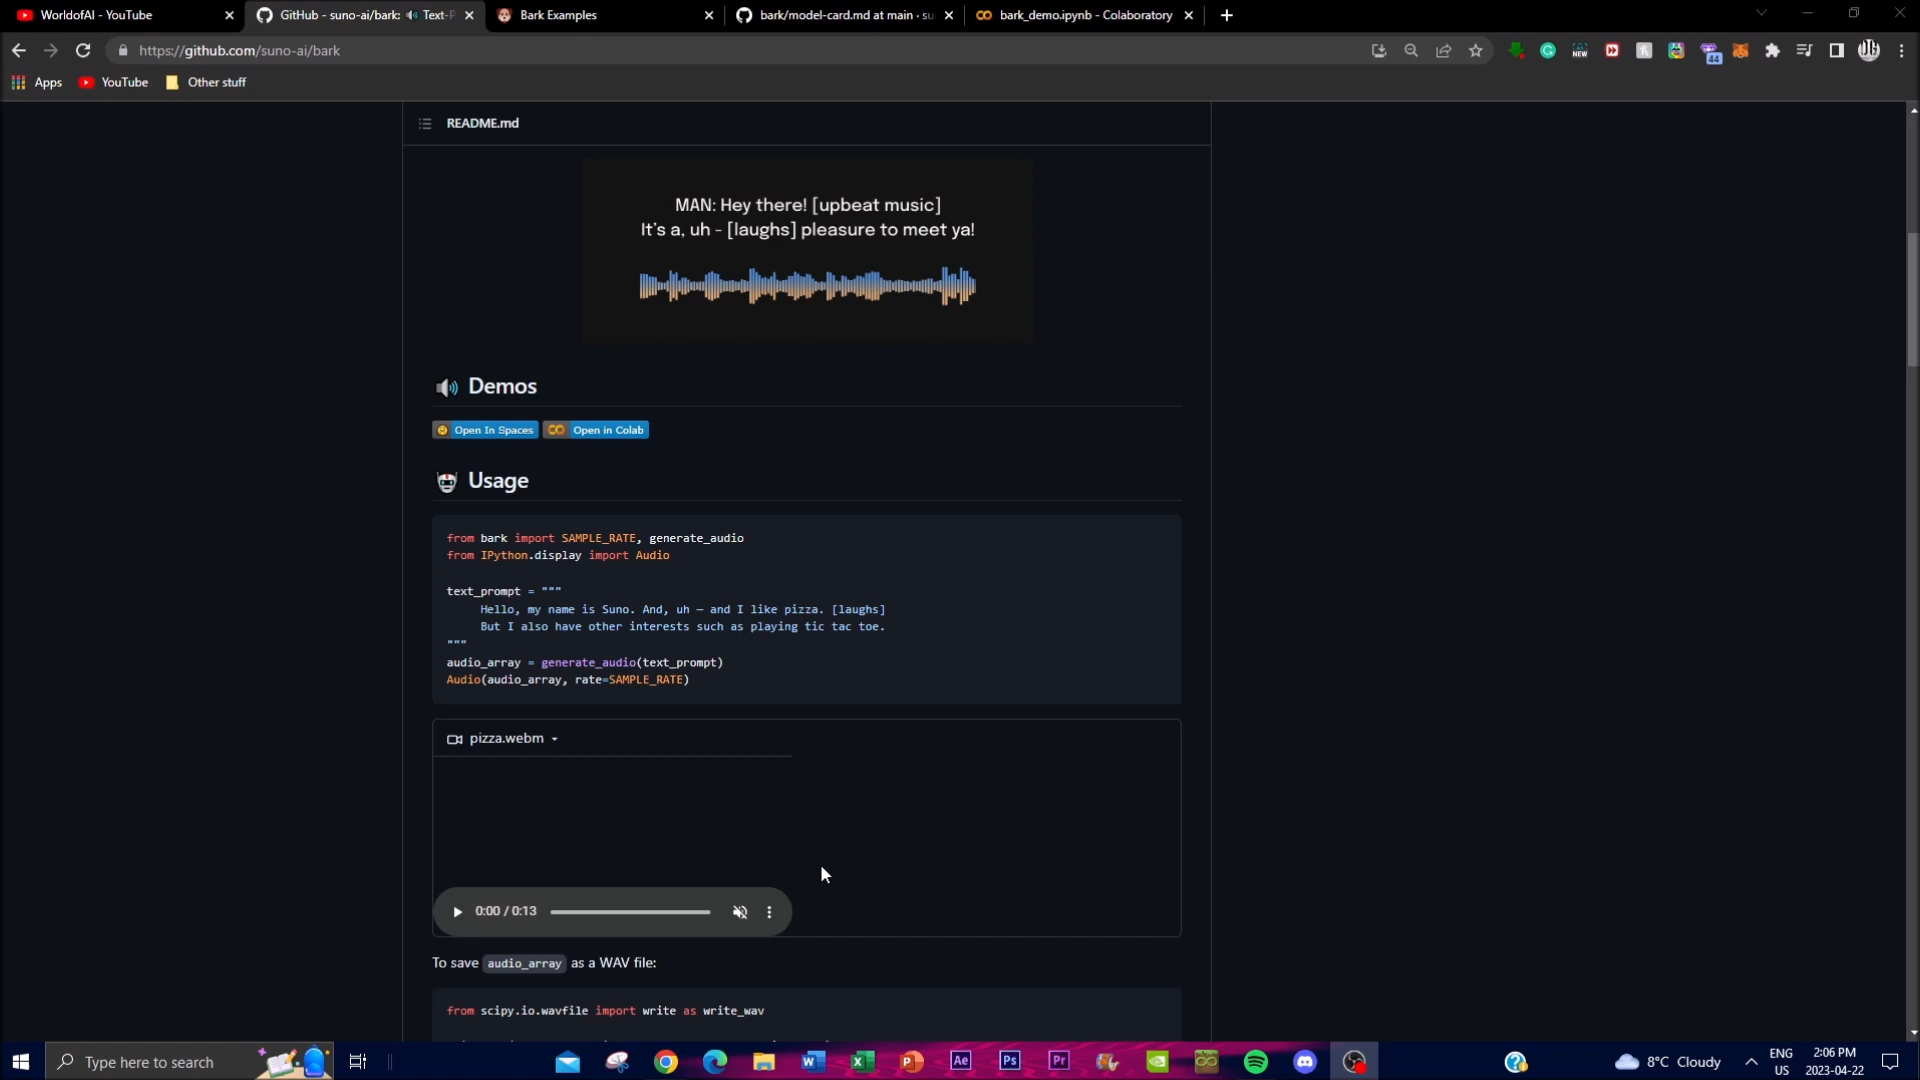 WorldofAI - YouTube
GitHub - suno-ai/bark: 🔊 Text-P
Bark Examples
bark/model-card.md at main · su
bark_demo.ipynb - Colaboratory
https://github.com/suno-ai/bark
NEW
44
Apps
YouTube
Other stuff
README.md
MAN: Hey there! [upbeat music]
It's a, uh - [laughs] pleasure to meet ya!
Demos
Open In Spaces
Open in Colab
Usage
from bark import SAMPLE_RATE, generate_audio
from IPython.display import Audio
text_prompt = """
Hello, my name is Suno. And, uh — and I like pizza. [laughs]
But I also have other interests such as playing tic tac toe.
"""
audio_array = generate_audio(text_prompt)
Audio(audio_array, rate=SAMPLE_RATE)
pizza.webm
0:00 / 0:13
To save audio_array as a WAV file:
from scipy.io.wavfile import write as write_wav
Type here to search
Ae
Ps
Pr
8°C Cloudy
ENG
US
2:06 PM
2023-04-22